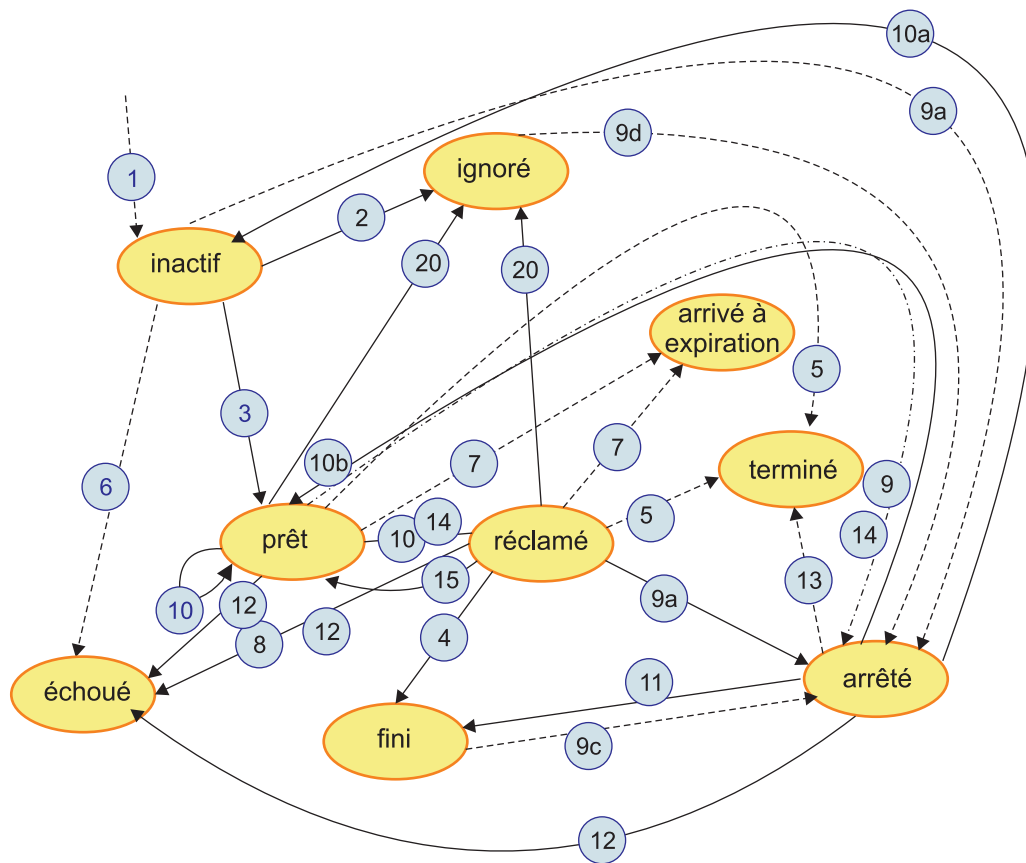 10a
9a
9d
ignoré
1
2
inactif
20
20
arrivé à
expiration
5
3
10b
7
7
terminé
6
9
5
14
10
14
prêt
réclamé
13
15
10
12
12
8
4
9a
11
échoué
arrêté
fini
9c
12